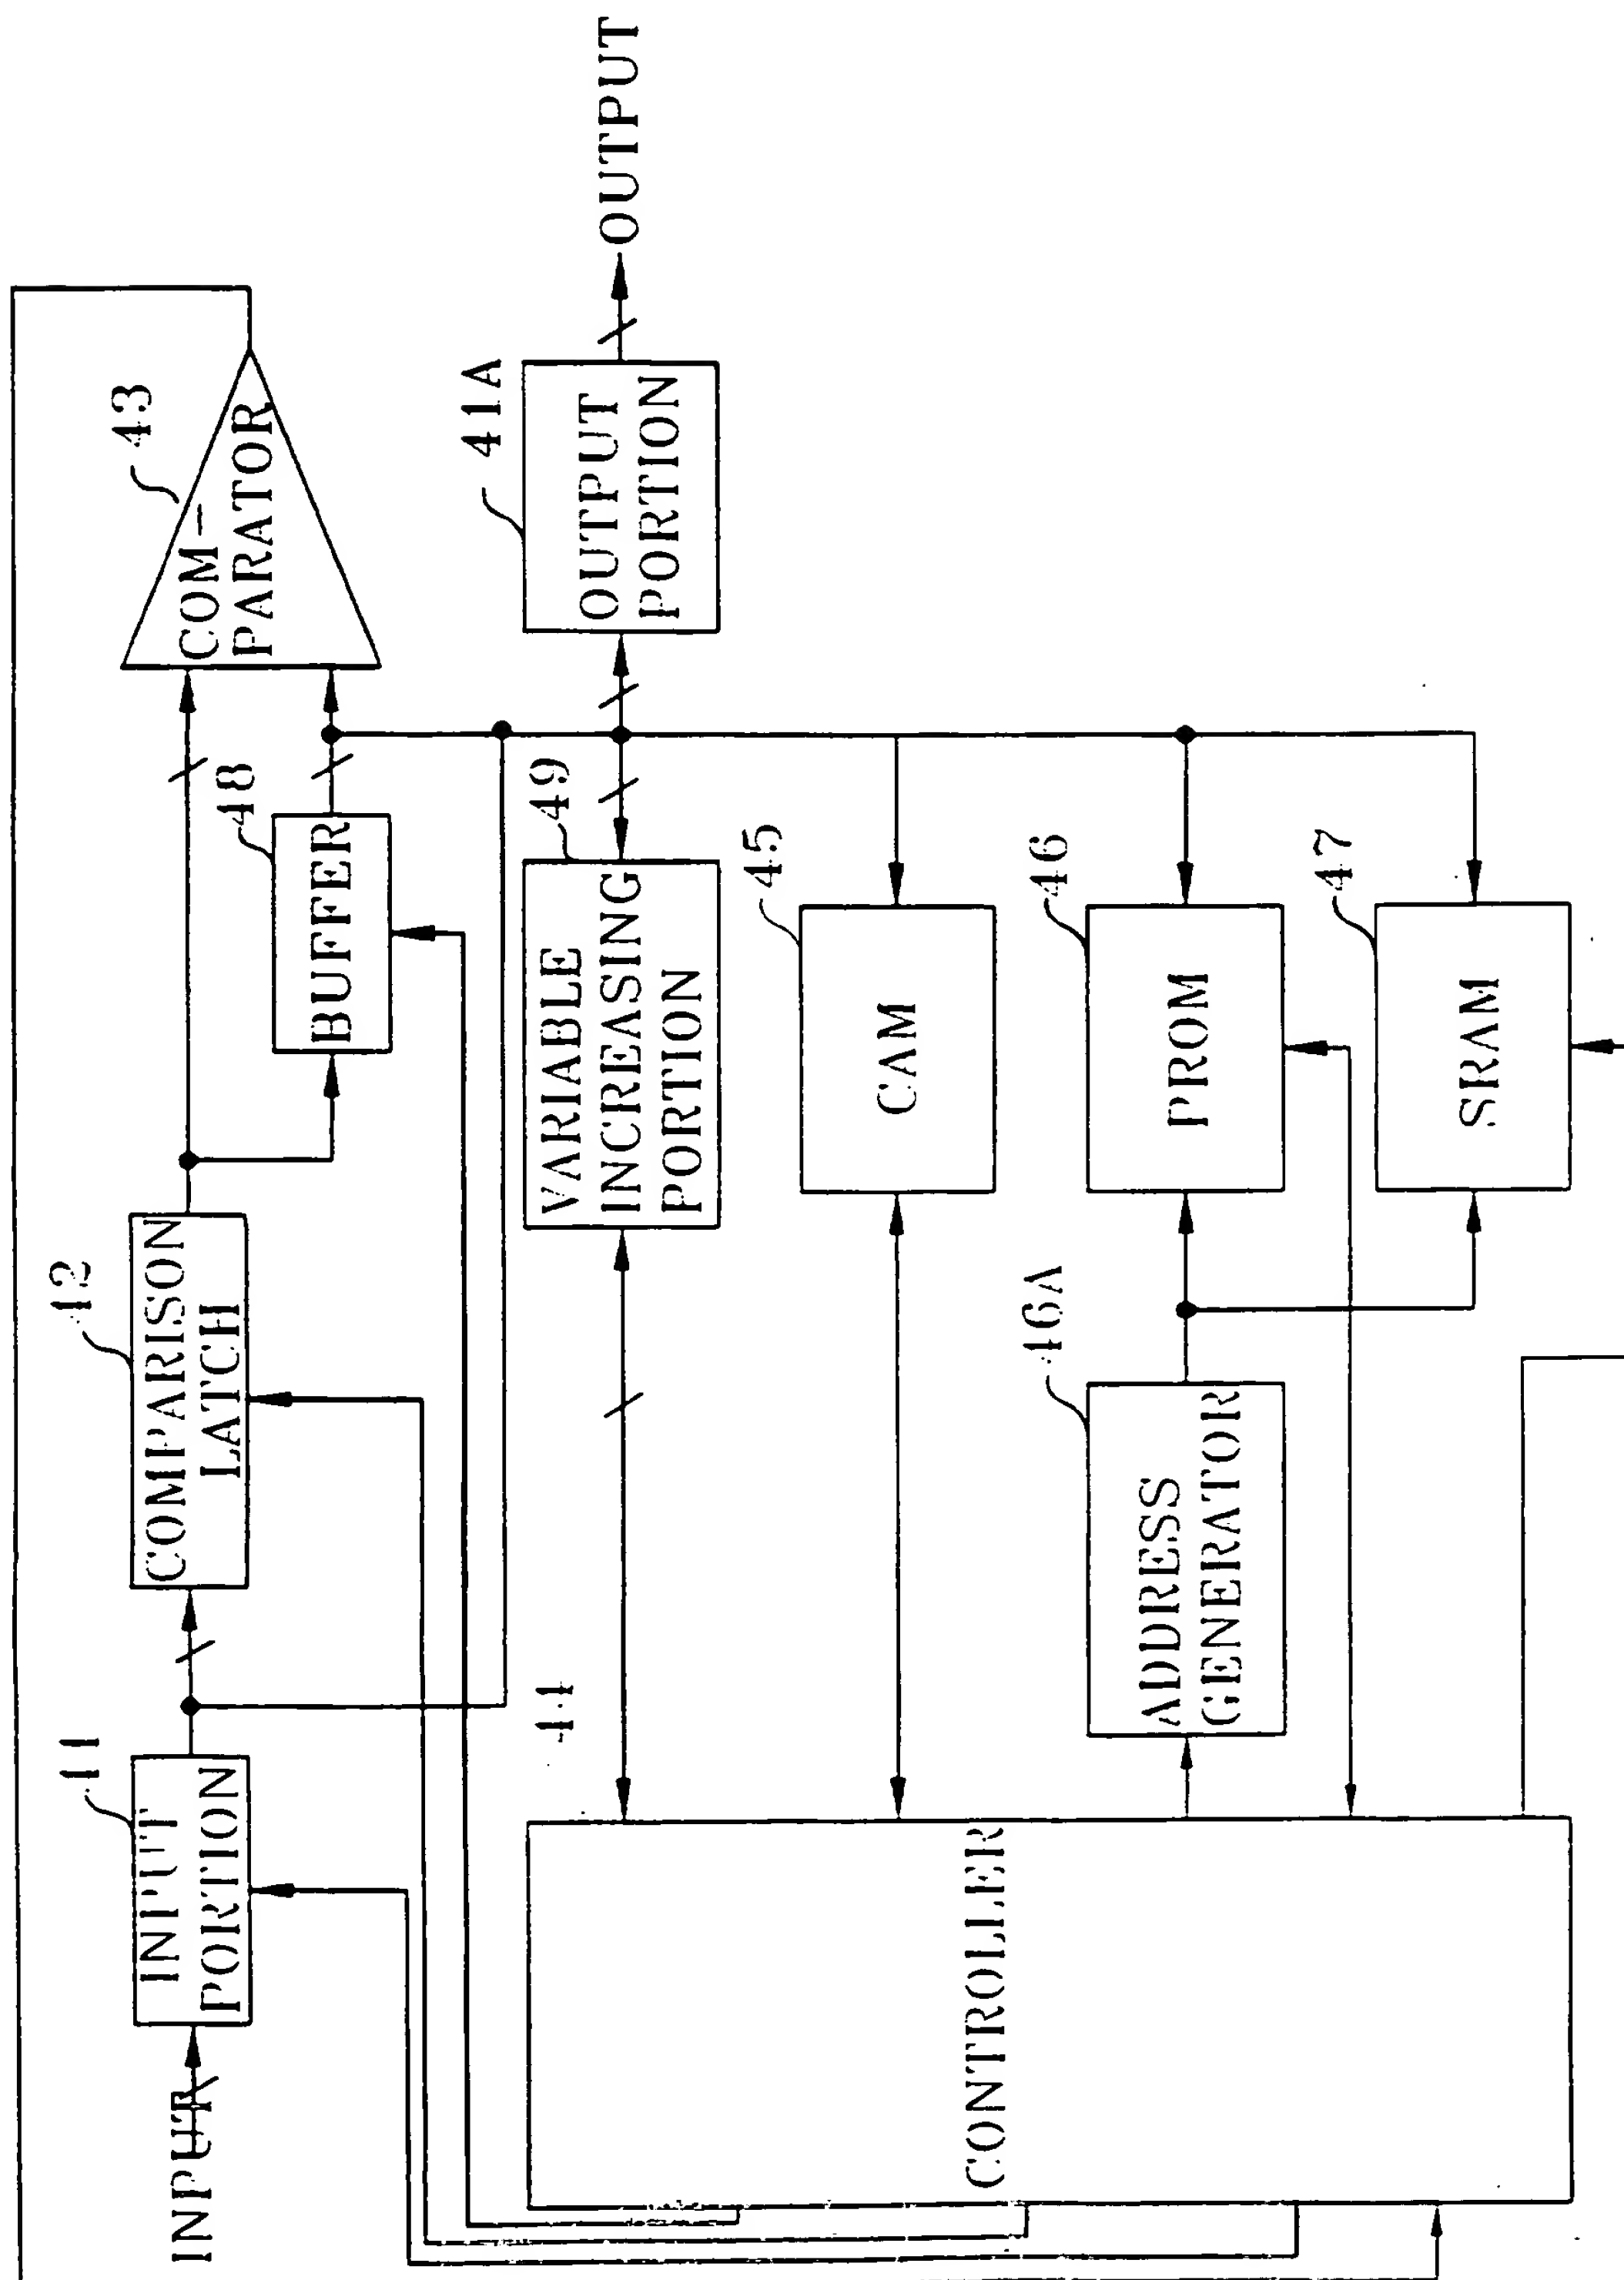 INPUT
41
INPUT
PORTION
42
COMPARISON
LATCH
48
BUFFER
43
COM-
PARATOR
44
CONTROLLER
49
VARIABLE
INCREASING
PORTION
41A
OUTPUT
PORTION
OUTPUT
45
CAM
46A
ADDRESS
GENERATOR
46
PROM
47
SRAM